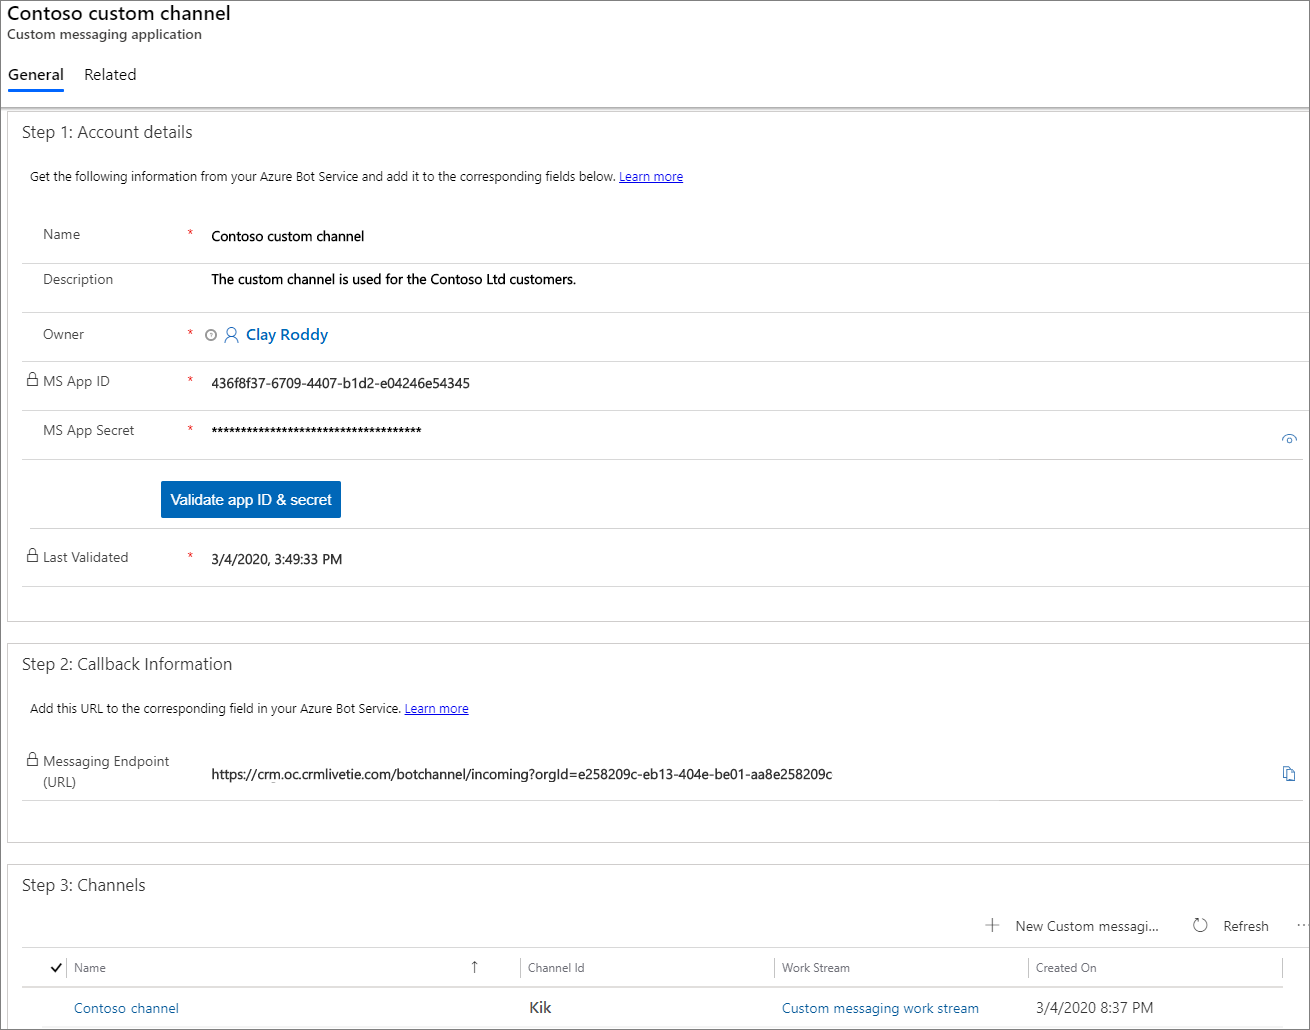 Contoso custom channel
Custom messaging application
General Related
Step 1: Account details
Get the following information from your Azure Bot Service and add it to the corresponding fields below. Learn more
Name * Contoso custom channel
Description The custom channel is used for the Contoso Ltd customers.
Owner * Clay Roddy
MS App ID * 436f8f37-6709-4407-b1d2-e04246e54345
MS App Secret * ************************************
Validate app ID & secret
Last Validated * 3/4/2020, 3:49:33 PM
Step 2: Callback Information
Add this URL to the corresponding field in your Azure Bot Service. Learn more
Messaging Endpoint
(URL) https://crm.oc.crmlivetie.com/botchannel/incoming?orgId=e258209c-eb13-404e-be01-aa8e258209c
Step 3: Channels
New Custom messagi... Refresh ...
Name Channel Id Work Stream Created On
Contoso channel Kik Custom messaging work stream 3/4/2020 8:37 PM